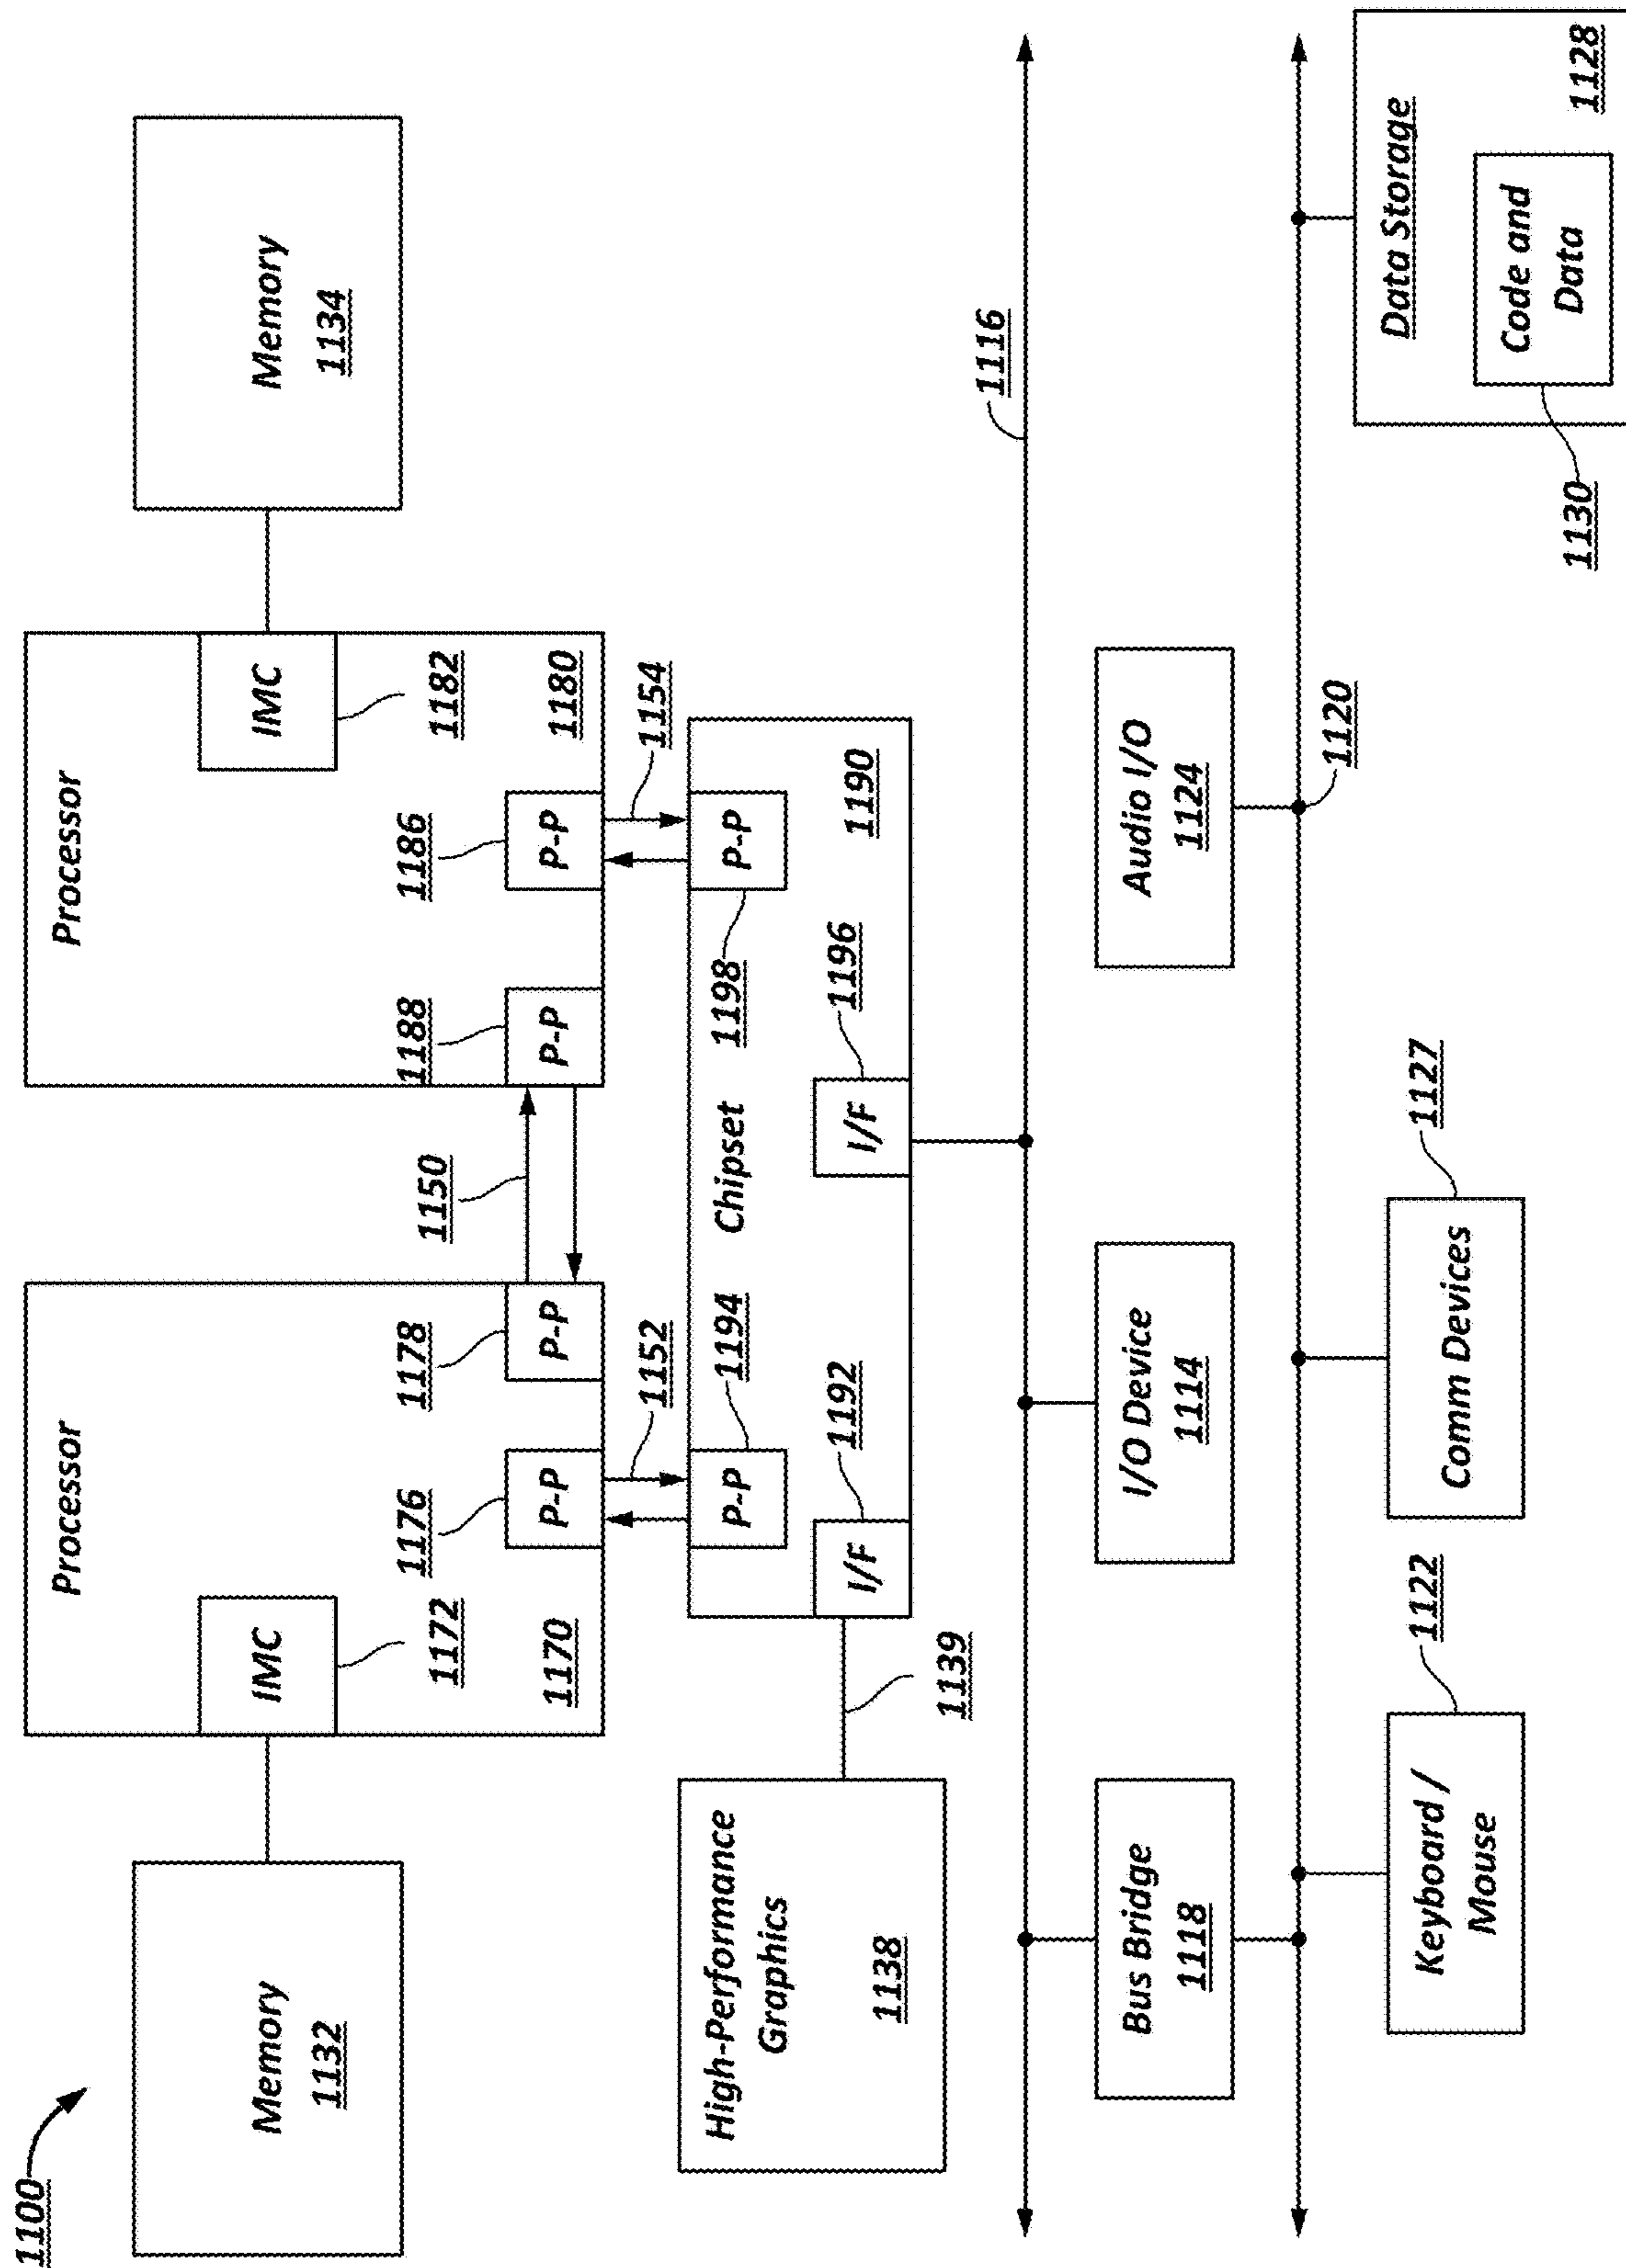 1100
Memory
1132
Processor
IMC
1172
1170
1176
P-P
1178
P-P
1150
Processor
1188
P-P
1186
P-P
IMC
1182
1180
Memory
1134
1152
1154
High-Performance
Graphics
1138
1139
P-P
1194
Chipset
1198
P-P
I/F
1192
I/F
1196
1190
1116
Bus Bridge
1118
I/O Device
1114
Audio I/O
1124
1120
Keyboard /
Mouse
1122
Comm Devices
1127
Data Storage
Code and
Data
1128
1130